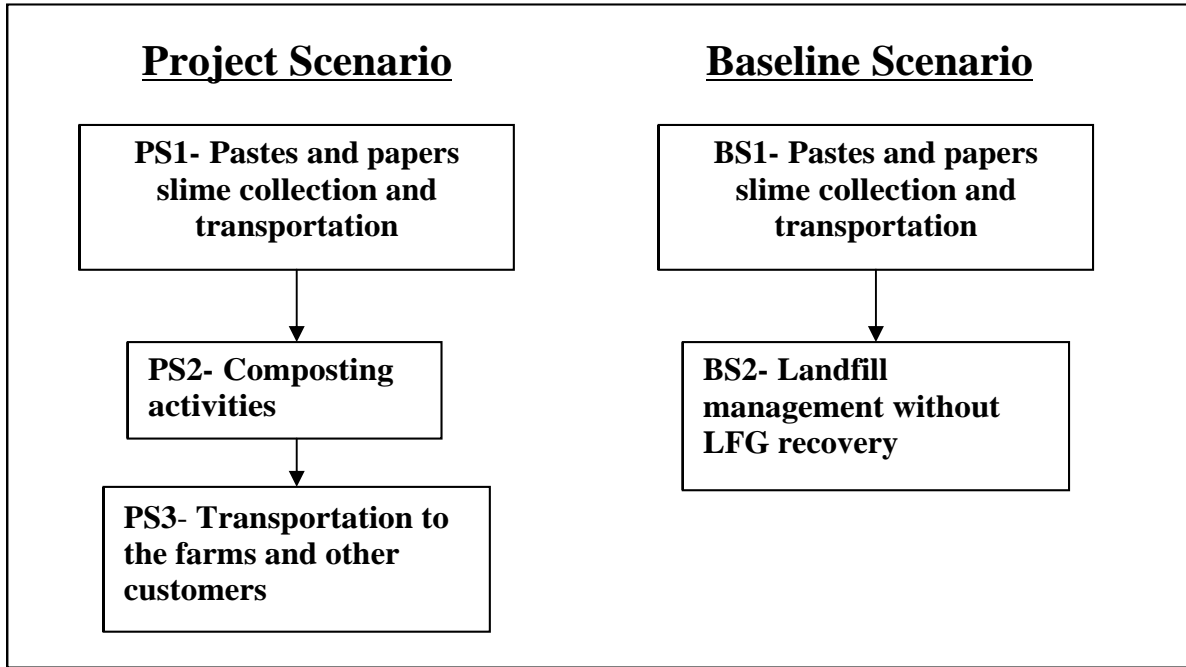 Project Scenario
PS1- Pastes and papers
slime collection and
transportation
PS2- Composting
activities
PS3- Transportation to
the farms and other
customers
Baseline Scenario
BS1- Pastes and papers
slime collection and
transportation
BS2- Landfill
management without
LFG recovery